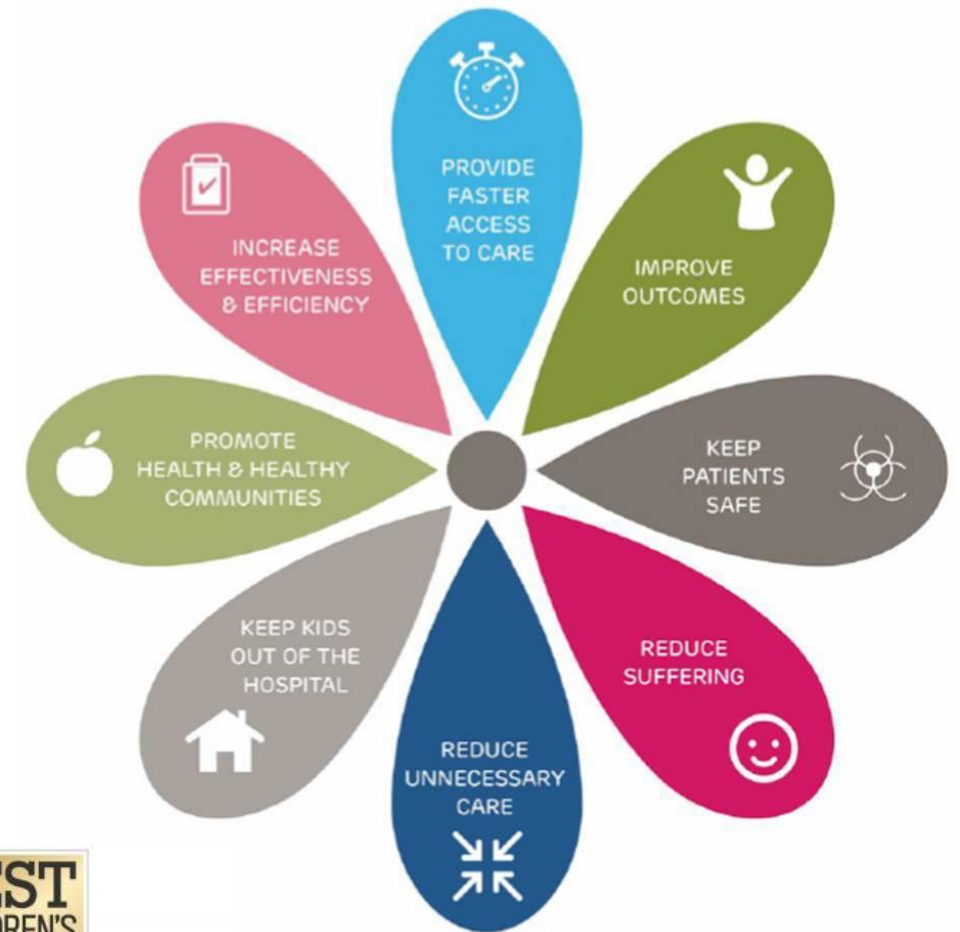 PROVIDE
FASTER
ACCESS
TO CARE
IMPROVE
OUTCOMES
KEEP
PATIENTS
SAFE
REDUCE
SUFFERING
REDUCE
UNNECESSARY
CARE
KEEP KIDS
OUT OF THE
HOSPITAL
PROMOTE
HEALTH & HEALTHY
COMMUNITIES
INCREASE
EFFECTIVENESS
& EFFICIENCY